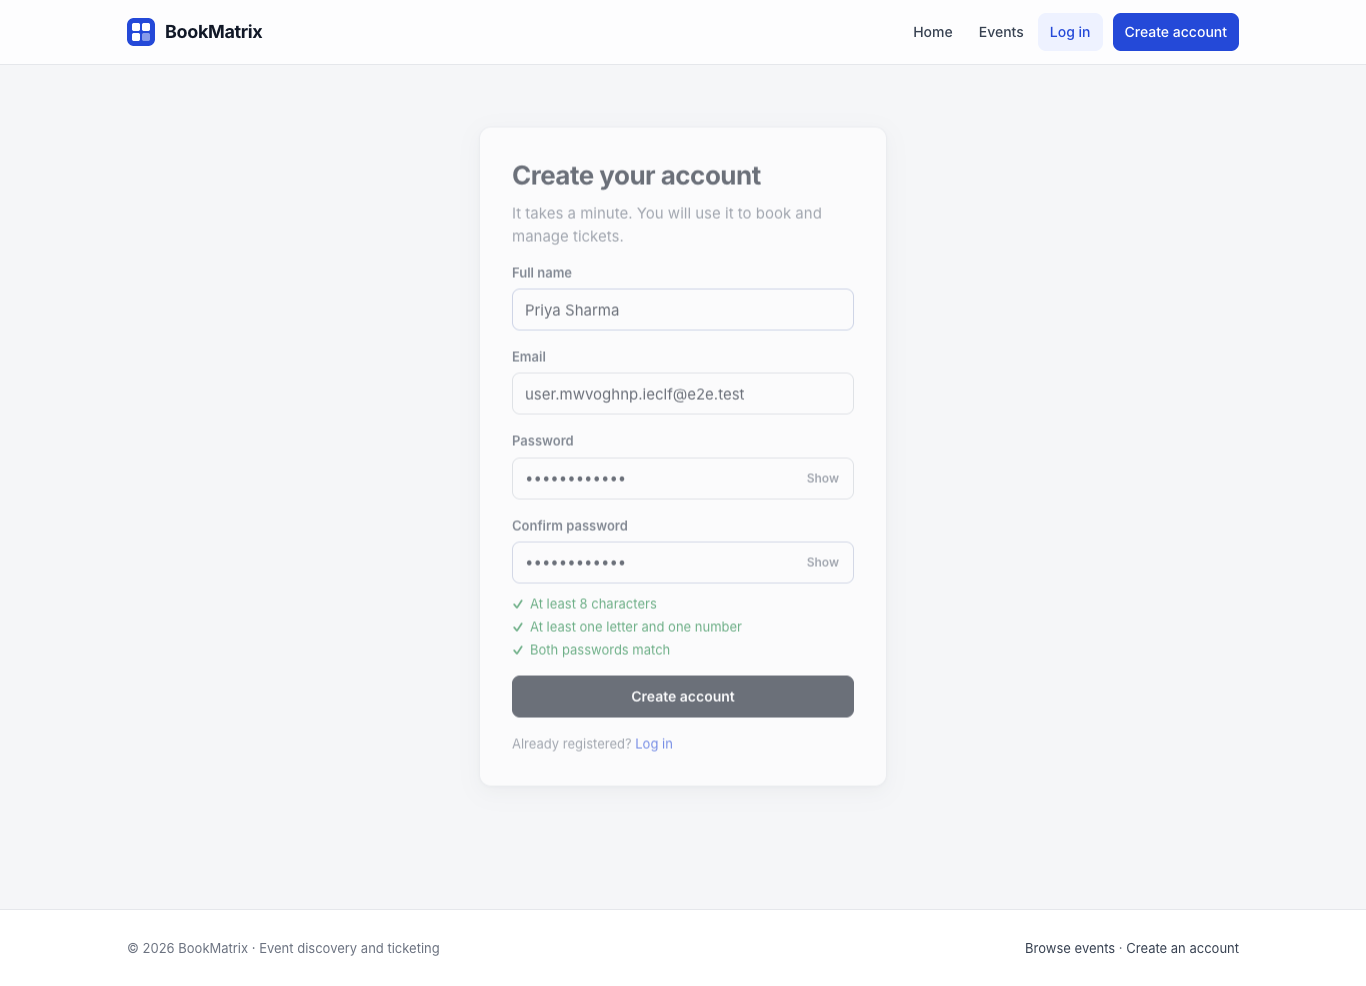 BookMatrix
Home
Events
Log in
Create account
Create your account
It takes a minute. You will use it to book and
manage tickets.
Full name
Priya Sharma
Email
user.mwvoghnp.ieclf@e2e.test
Password
••••••••••••
Show
Confirm password
••••••••••••
Show
At least 8 characters
At least one letter and one number
Both passwords match
Create account
Already registered? Log in
© 2026 BookMatrix · Event discovery and ticketing
Browse events · Create an account